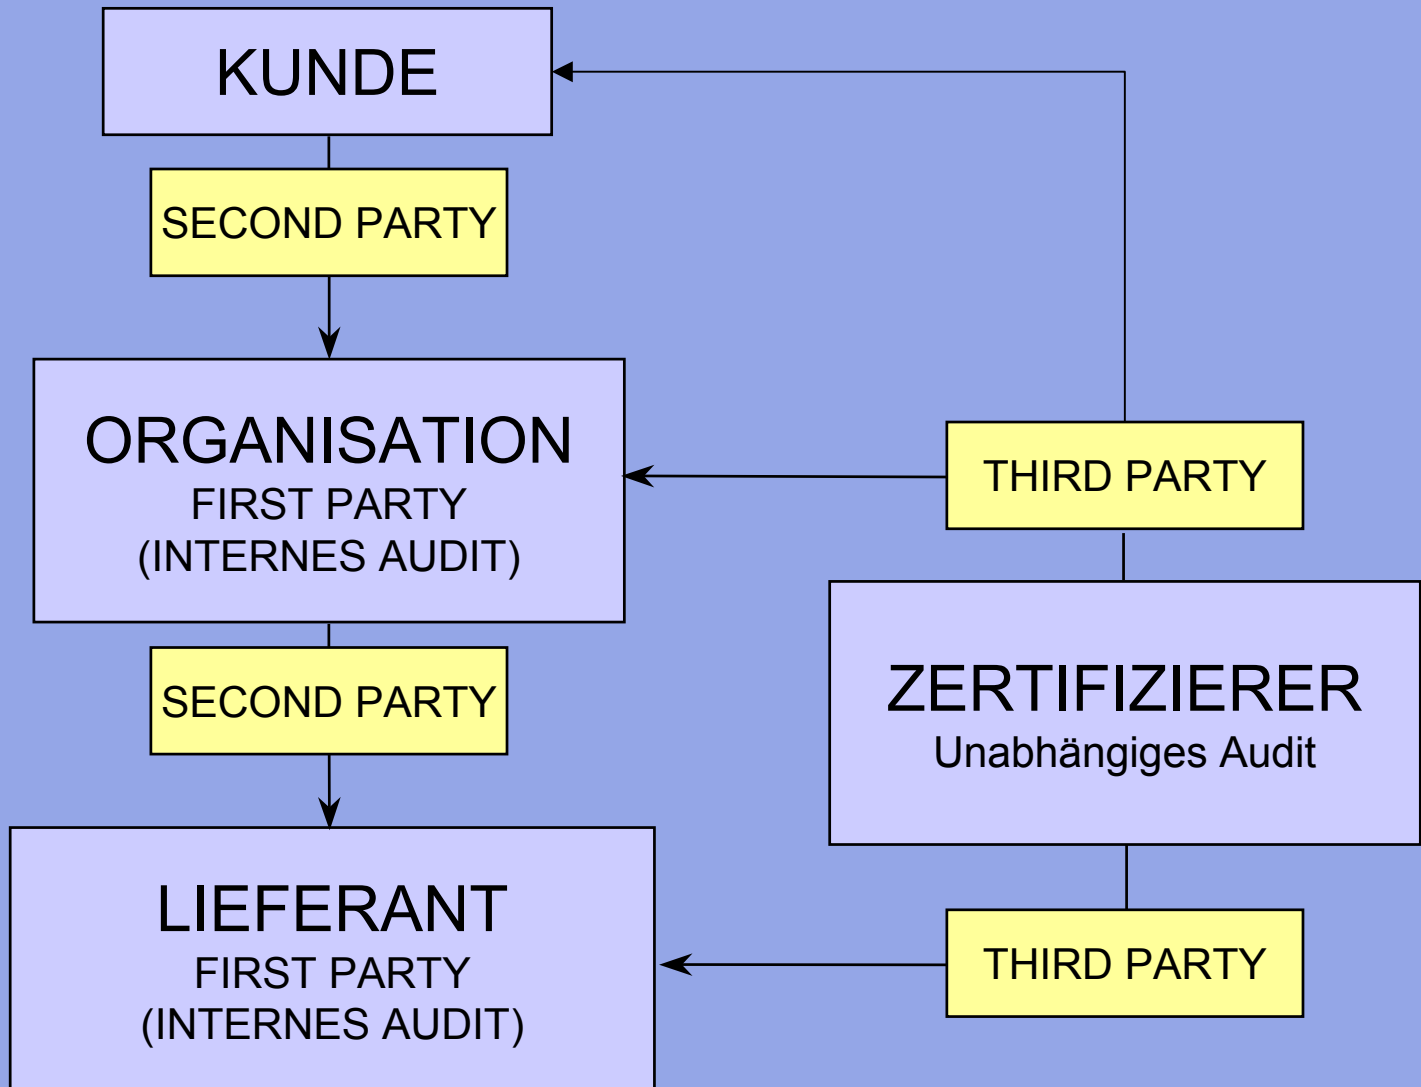 KUNDE
SECOND PARTY
ORGANISATION
FIRST PARTY
(INTERNES AUDIT)
THIRD PARTY
SECOND PARTY
ZERTIFIZIERER
Unabhängiges Audit
LIEFERANT
FIRST PARTY
(INTERNES AUDIT)
THIRD PARTY